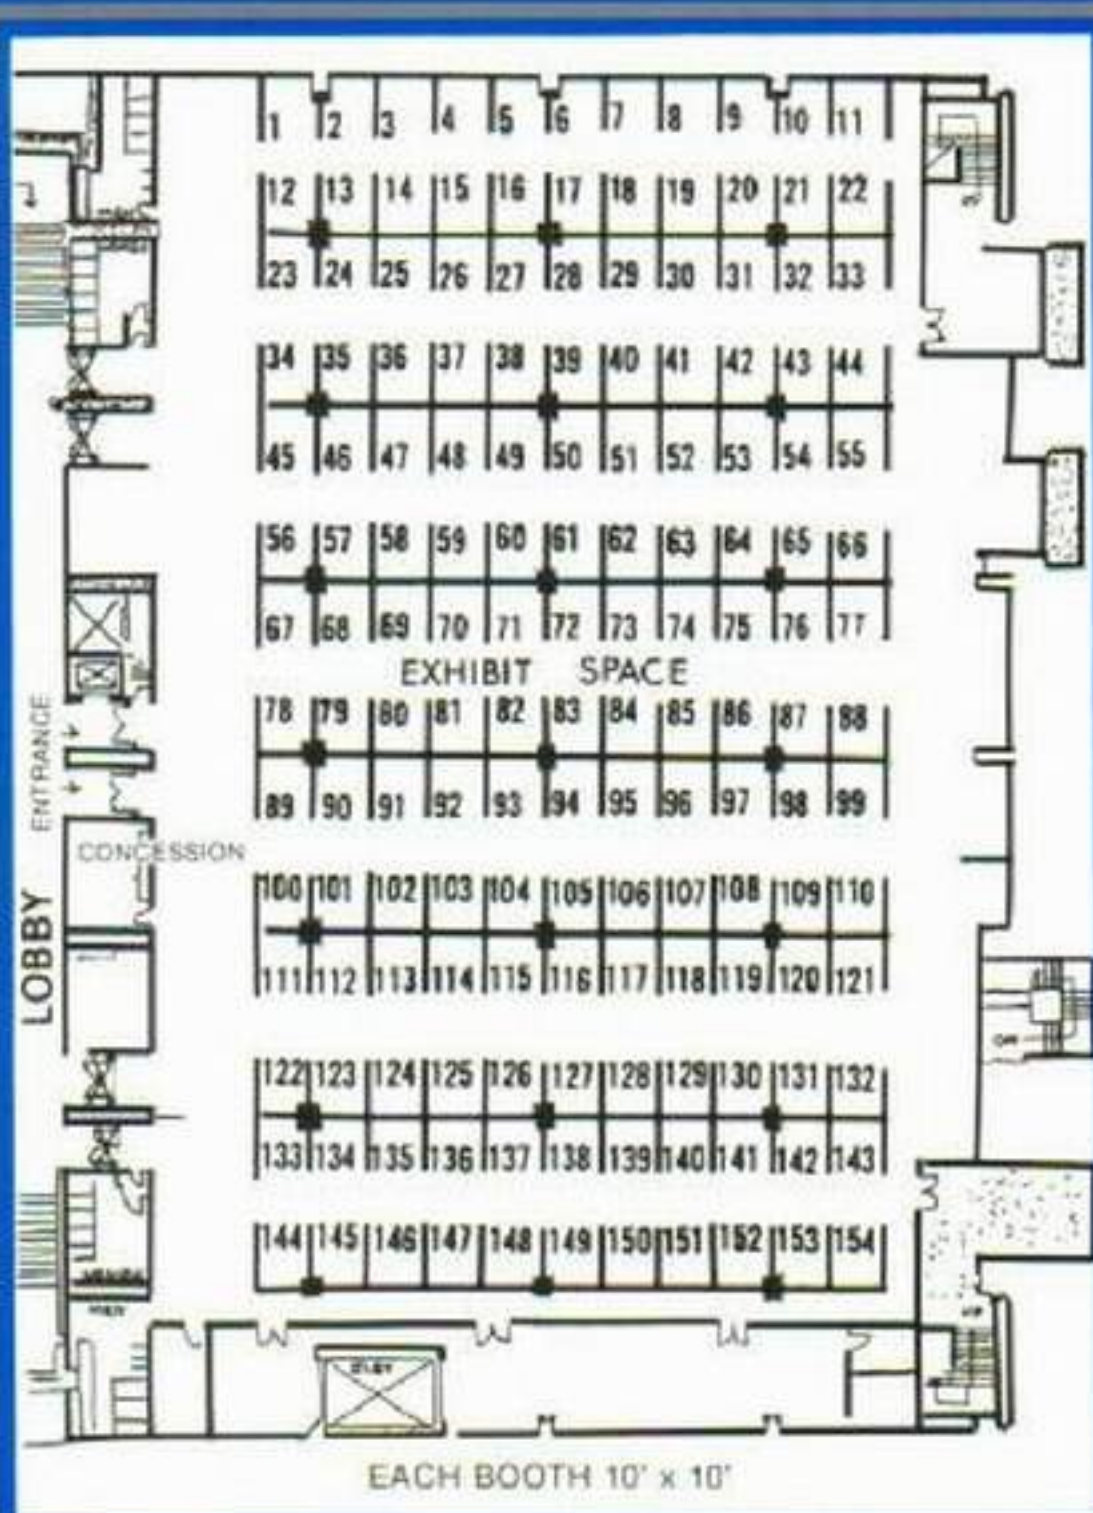 1 2 3 4 5 6 7 8 9 10 11
12 13 14 15 16 17 18 19 20 21 22
23 24 25 26 27 28 29 30 31 32 33
34 35 36 37 38 39 40 41 42 43 44
45 46 47 48 49 50 51 52 53 54 55
56 57 58 59 60 61 62 63 64 65 66
67 68 69 70 71 72 73 74 75 76 77
EXHIBIT SPACE
ENTRANCE
78 79 80 81 82 83 84 85 86 87 88
89 90 91 92 93 94 95 96 97 98 99
CONCESSION
LOBBY
100 101 102 103 104 105 106 107 108 109 110
111 112 113 114 115 116 117 118 119 120 121
122 123 124 125 126 127 128 129 130 131 132
133 134 135 136 137 138 139 140 141 142 143
144 145 146 147 148 149 150 151 152 153 154
MEN
UP
ELEV
EACH BOOTH 10' x 10'